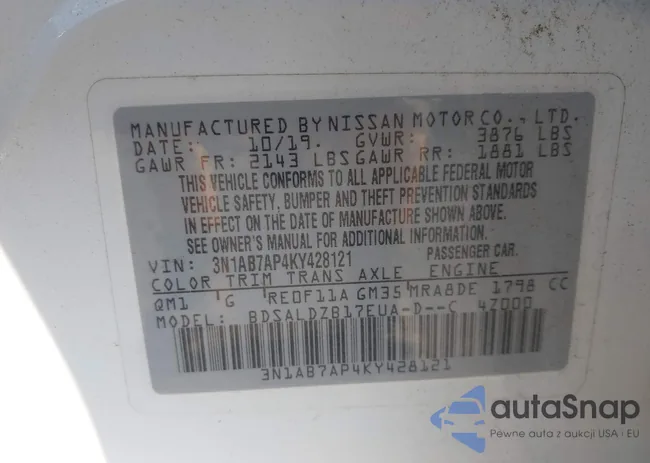 MANUFACTURED BY NISSAN MOTOR CO., LTD.
DATE: 10/19. GVWR: 3876 LBS
GAWR FR: 2143 LBS GAWR RR: 1881 LBS
THIS VEHICLE CONFORMS TO ALL APPLICABLE FEDERAL MOTOR
VEHICLE SAFETY, BUMPER AND THEFT PREVENTION STANDARDS
IN EFFECT ON THE DATE OF MANUFACTURE SHOWN ABOVE.
SEE OWNER'S MANUAL FOR ADDITIONAL INFORMATION.
VIN: 3N1AB7AP4KY428121 PASSENGER CAR.
COLOR TRIM TRANS AXLE ENGINE
QM1 G RE0F11A GM35 MRA8DE 1798 CC
MODEL: BDSALDZB17EUA-D--C 4Z000
3N1AB7AP4KY428121
autaSnap
Pewne auta z aukcji USA i EU